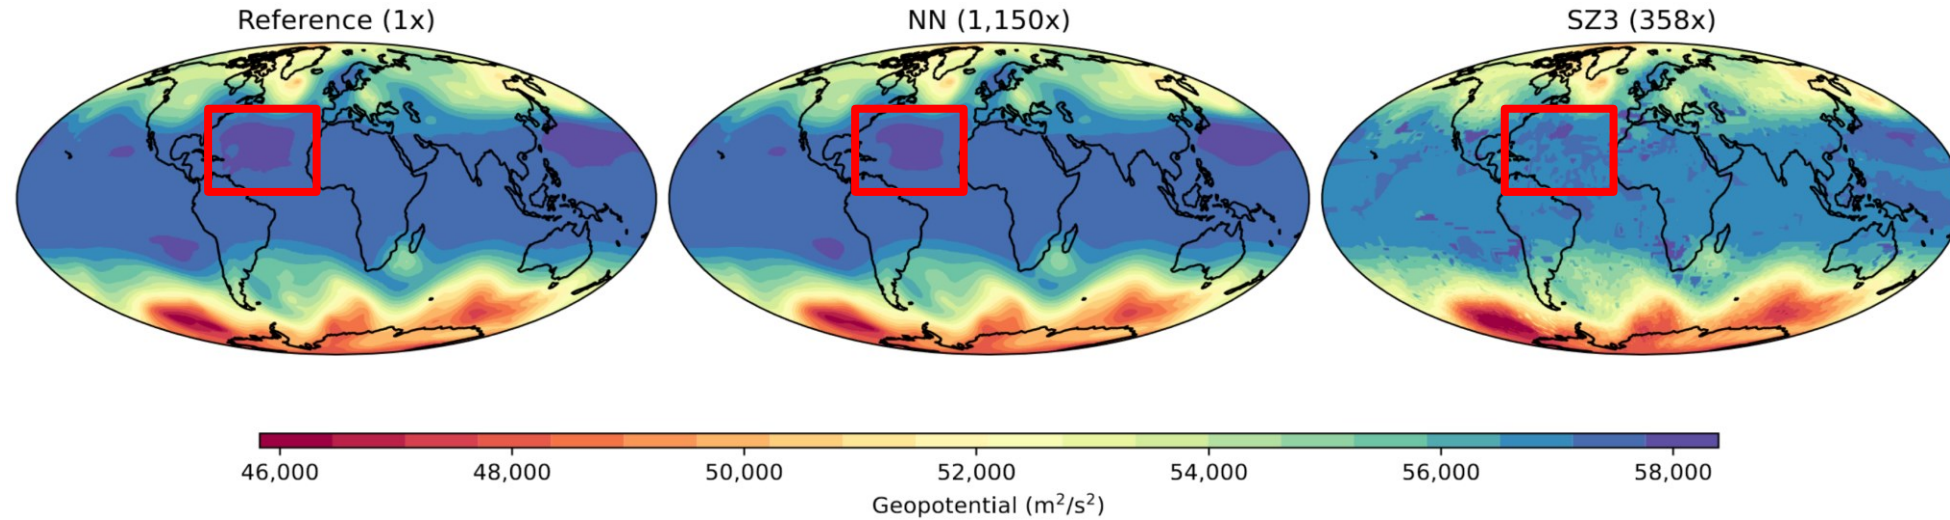 Reference (1x) NN (1,150x) SZ3 (358x)
46,000 48,000 50,000 52,000 54,000 56,000 58,000
Geopotential (m²/s²)